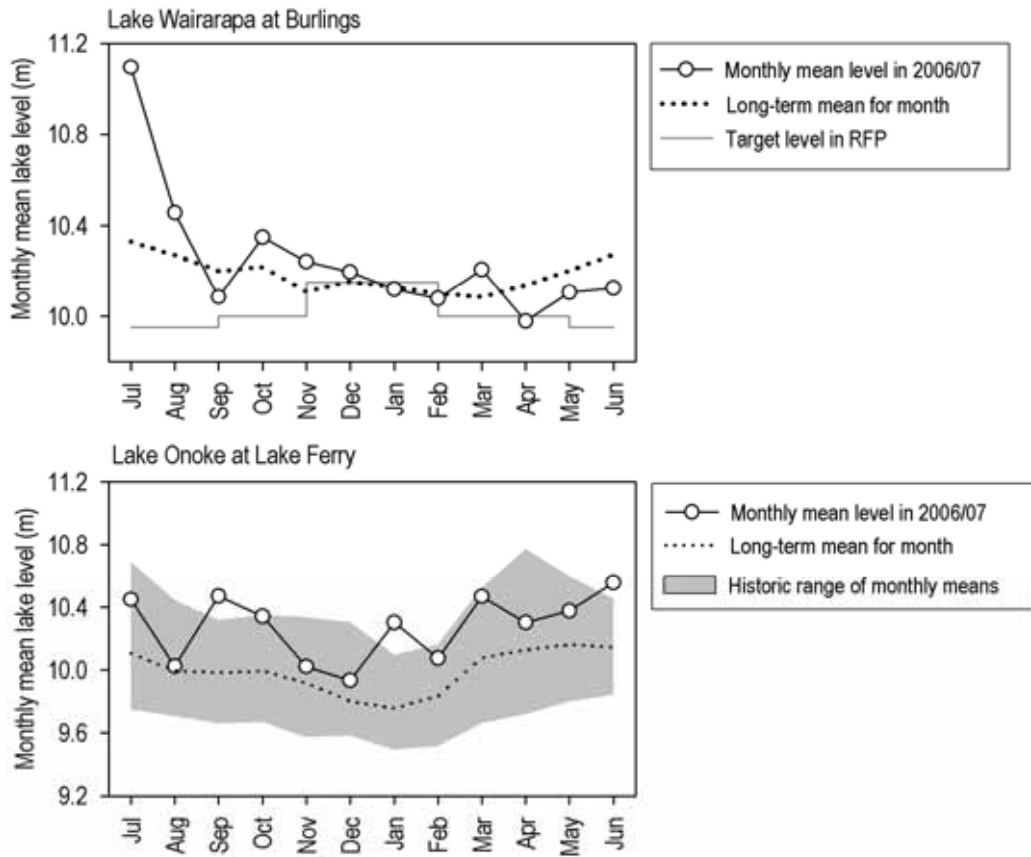 Lake Wairarapa at Burlings
Monthly mean lake level (m)
11.2
10.8
10.4
10.0
Jul
Aug
Sep
Oct
Nov
Dec
Jan
Feb
Mar
Apr
May
Jun
Monthly mean level in 2006/07
Long-term mean for month
Target level in RFP
Lake Onoke at Lake Ferry
Monthly mean lake level (m)
11.2
10.8
10.4
10.0
9.6
9.2
Jul
Aug
Sep
Oct
Nov
Dec
Jan
Feb
Mar
Apr
May
Jun
Monthly mean level in 2006/07
Long-term mean for month
Historic range of monthly means